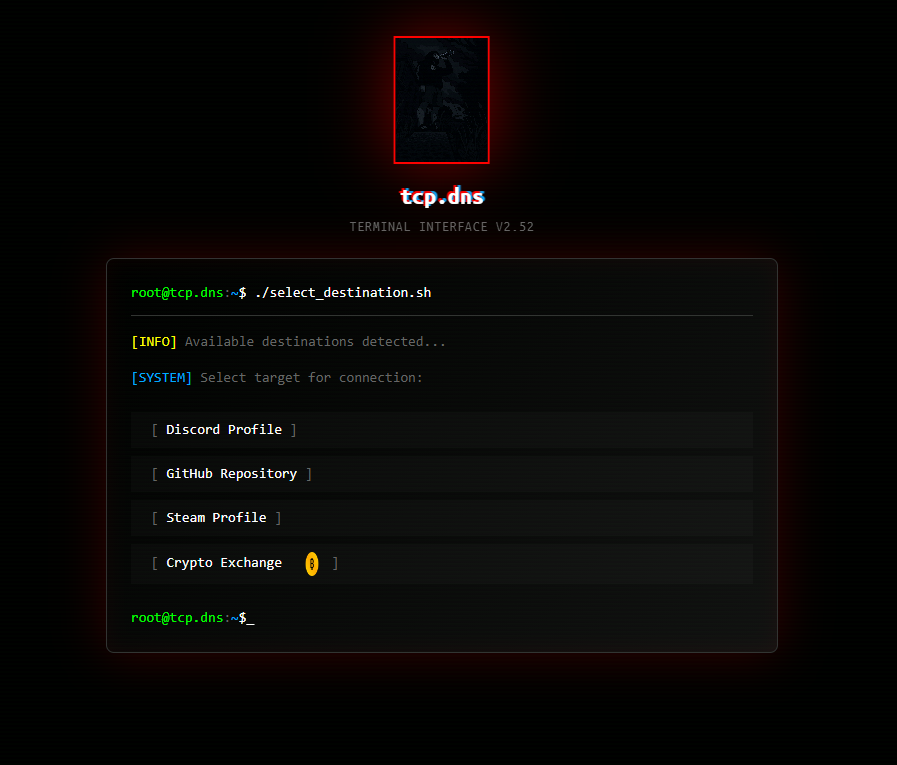 tcp.dns
TERMINAL INTERFACE V2.52
root@tcp.dns:~$ ./select_destination.sh
[INFO] Available destinations detected...
[SYSTEM] Select target for connection:
[ Discord Profile ]
[ GitHub Repository ]
[ Steam Profile ]
[ Crypto Exchange ₿ ]
root@tcp.dns:~$_